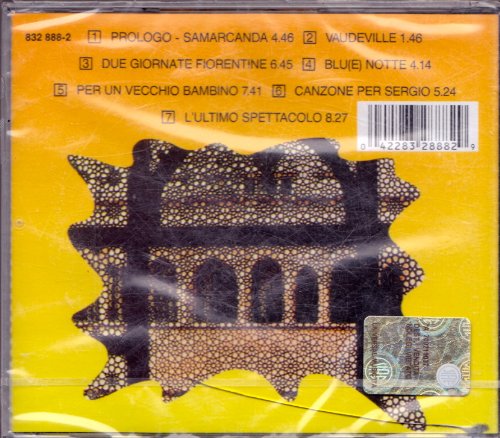 832 888-2 1 PROLOGO - SAMARCANDA 4.46 2 VAUDEVILLE 1.46
3 DUE GIORNATE FIORENTINE 6.45 4 BLU(E) NOTTE 4.14
5 PER UN VECCHIO BAMBINO 7.41 6 CANZONE PER SERGIO 5.24
7 L'ULTIMO SPETTACOLO 8.27
0 42283 28882 9